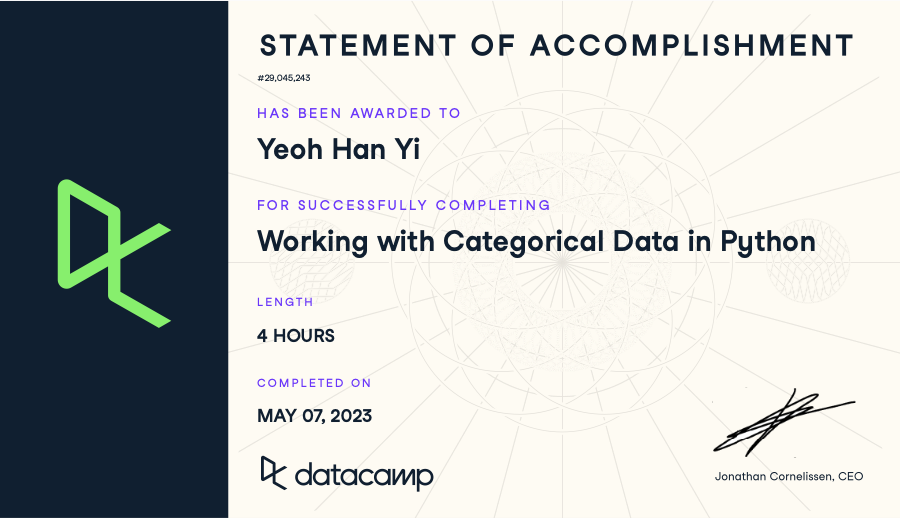 STATEMENT OF ACCOMPLISHMENT
#29,045,243
HAS BEEN AWARDED TO
Yeoh Han Yi
FOR SUCCESSFULLY COMPLETING
Working with Categorical Data in Python
LENGTH
4 HOURS
COMPLETED ON
MAY 07, 2023
datacamp
Jonathan Cornelissen, CEO